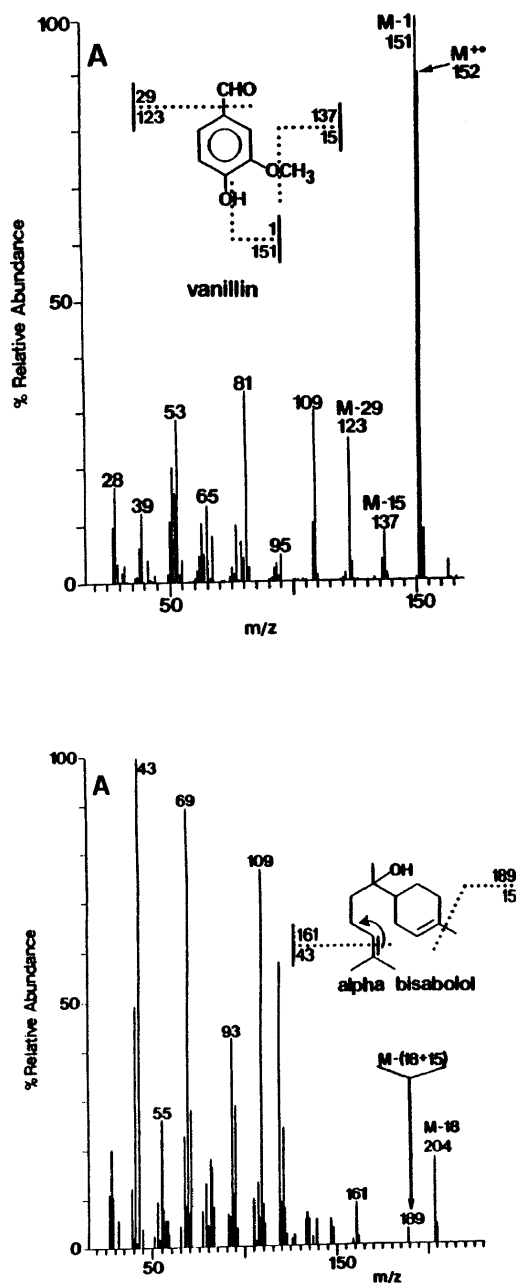 100
A
M-1
151
M+•
152
CHO
29
123
137
15
OCH3
OH
1
151
vanillin
% Relative Abundance
50
81
53
109
M-29
123
28
39
65
95
M-15
137
0
50
150
m/z
100
A
43
69
109
OH
189
15
161
43
alpha bisabolol
% Relative Abundance
50
93
M-(18+15)
55
M-18
204
161
189
0
50
150
m/z